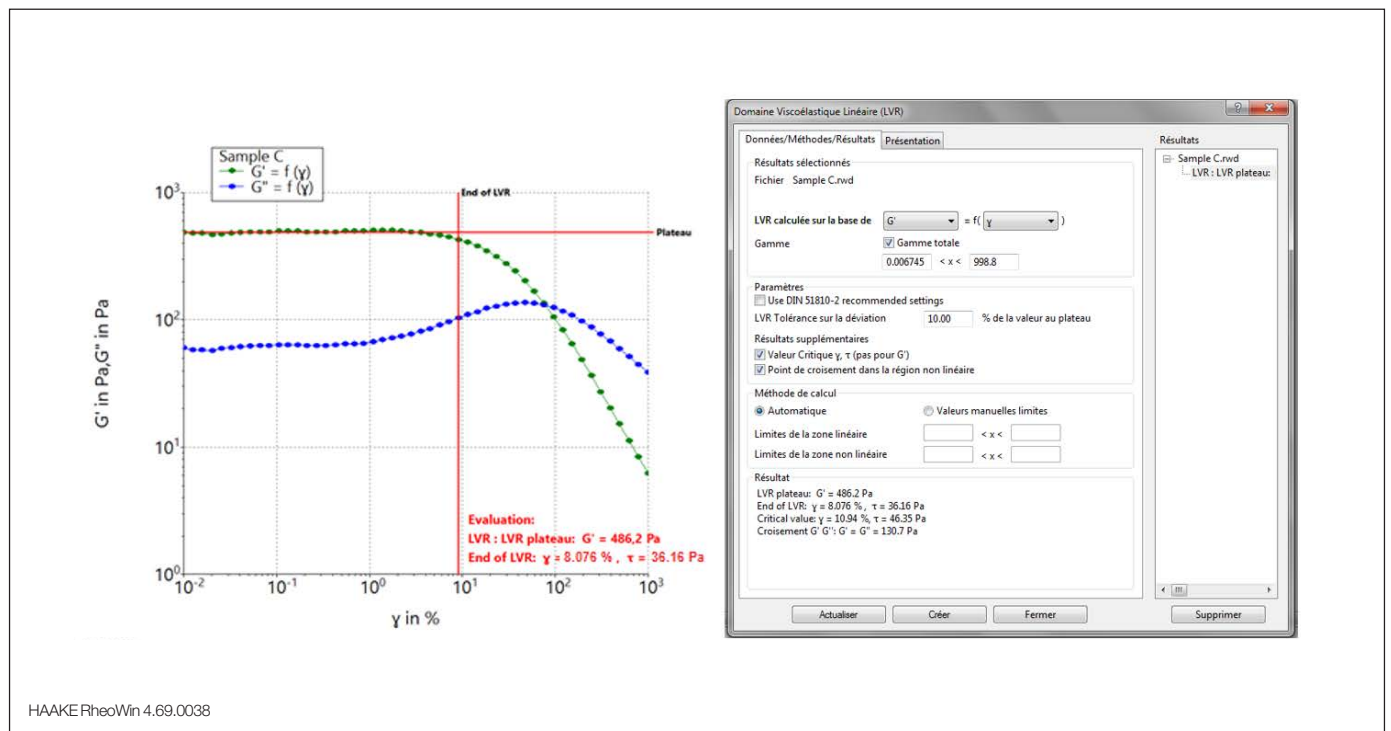 Sample C
G' = f (γ)
G" = f (γ)
End of LVR
Plateau
10³
10²
10¹
10⁰
G' in Pa,G" in Pa
Evaluation:
LVR : LVR plateau: G' = 486,2 Pa
End of LVR: γ = 8.076 % , τ = 36.16 Pa
10⁻² 10⁻¹ 10⁰ 10¹ 10² 10³
γ in %
Domaine Viscoélastique Linéaire (LVR)
Données/Méthodes/Résultats Présentation
Résultats sélectionnés
Fichier Sample C.rwd
LVR calculée sur la base de G' = f( γ )
Gamme Gamme totale
0.006745 < x < 998.8
Paramètres
Use DIN 51810-2 recommended settings
LVR Tolérance sur la déviation 10.00 % de la valeur au plateau
Résultats supplémentaires
Valeur Critique γ, τ (pas pour G')
Point de croisement dans la région non linéaire
Méthode de calcul
Automatique Valeurs manuelles limites
Limites de la zone linéaire < x <
Limites de la zone non linéaire < x <
Résultat
LVR plateau: G' = 486.2 Pa
End of LVR: γ = 8.076 % , τ = 36.16 Pa
Critical value: γ = 10.94 %, τ = 46.35 Pa
Croisement G' G'': G' = G'' = 130.7 Pa
Actualiser Créer Fermer
Résultats
Sample C.rwd
LVR : LVR plateau:
Supprimer
HAAKE RheoWin 4.69.0038